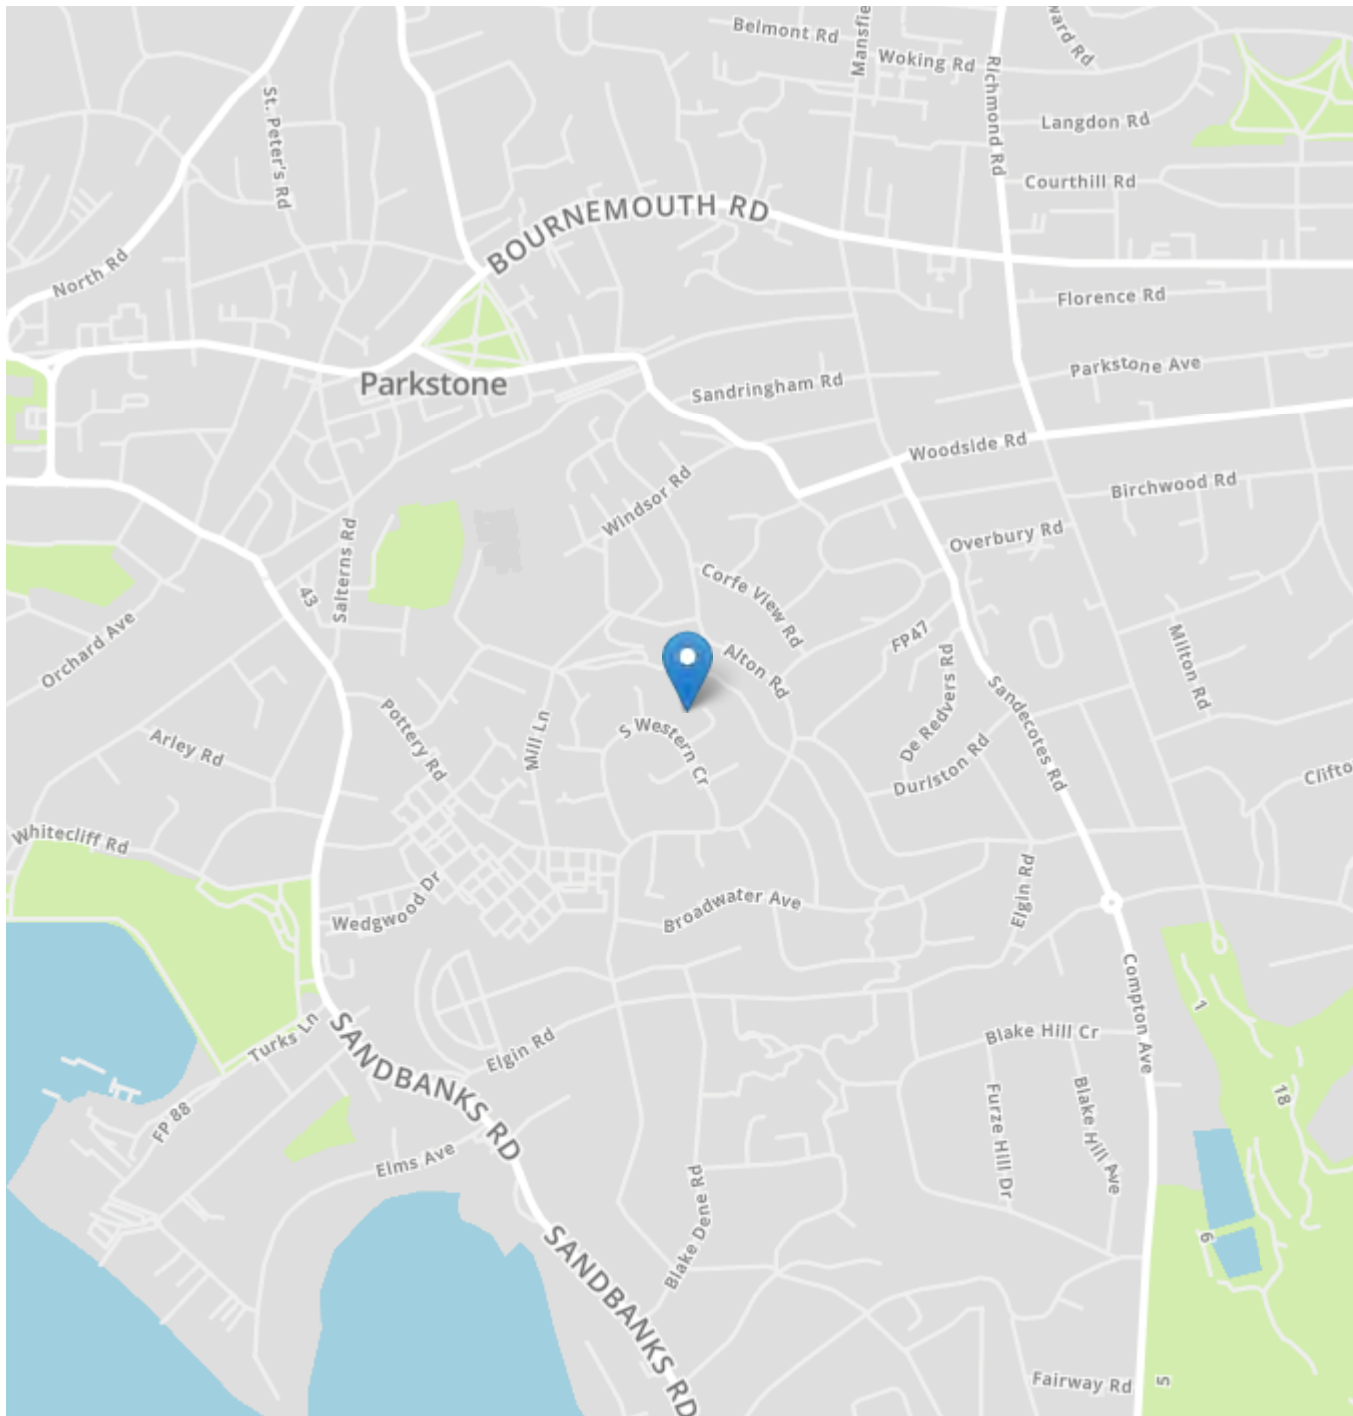 Belmont Rd
Mansfie
Woking Rd
ward Rd
Richmond Rd
St. Peter's Rd
Langdon Rd
Courthill Rd
BOURNEMOUTH RD
North Rd
Florence Rd
Parkstone Ave
Parkstone
Sandringham Rd
Woodside Rd
Windsor Rd
Birchwood Rd
Salterns Rd
Overbury Rd
43
Corfe View Rd
Orchard Ave
FP47
Alton Rd
De Redvers Rd
Milton Rd
Sandecotes Rd
Pottery Rd
Mill Ln
S Western Cr
Arley Rd
Durlston Rd
Clifto
Whitecliff Rd
Wedgwood Dr
Broadwater Ave
Elgin Rd
Compton Ave
1
Turks Ln
SANDBANKS RD
Elgin Rd
Blake Hill Cr
FP 88
Furze Hill Dr
Blake Hill Ave
18
Elms Ave
Blake Dene Rd
6
SANDBANKS RD
Fairway Rd
5